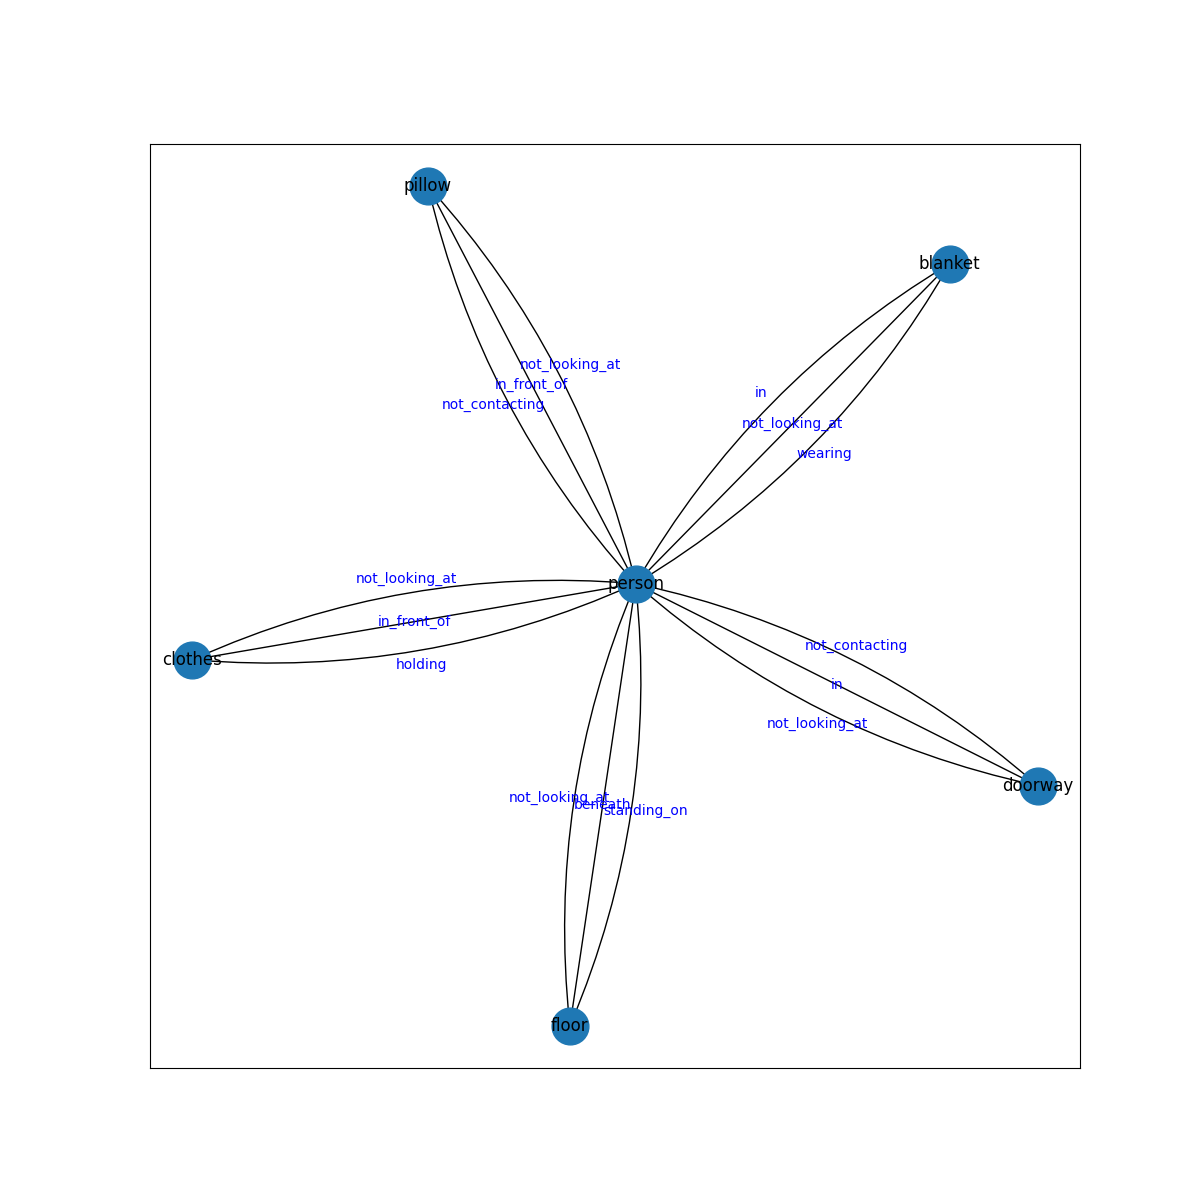 pillow
blanket
not_looking_at
in_front_of
in
not_contacting
not_looking_at
wearing
not_looking_at
person
in_front_of
not_contacting
clothes
holding
in
not_looking_at
doorway
not_looking_at
beneath
standing_on
floor